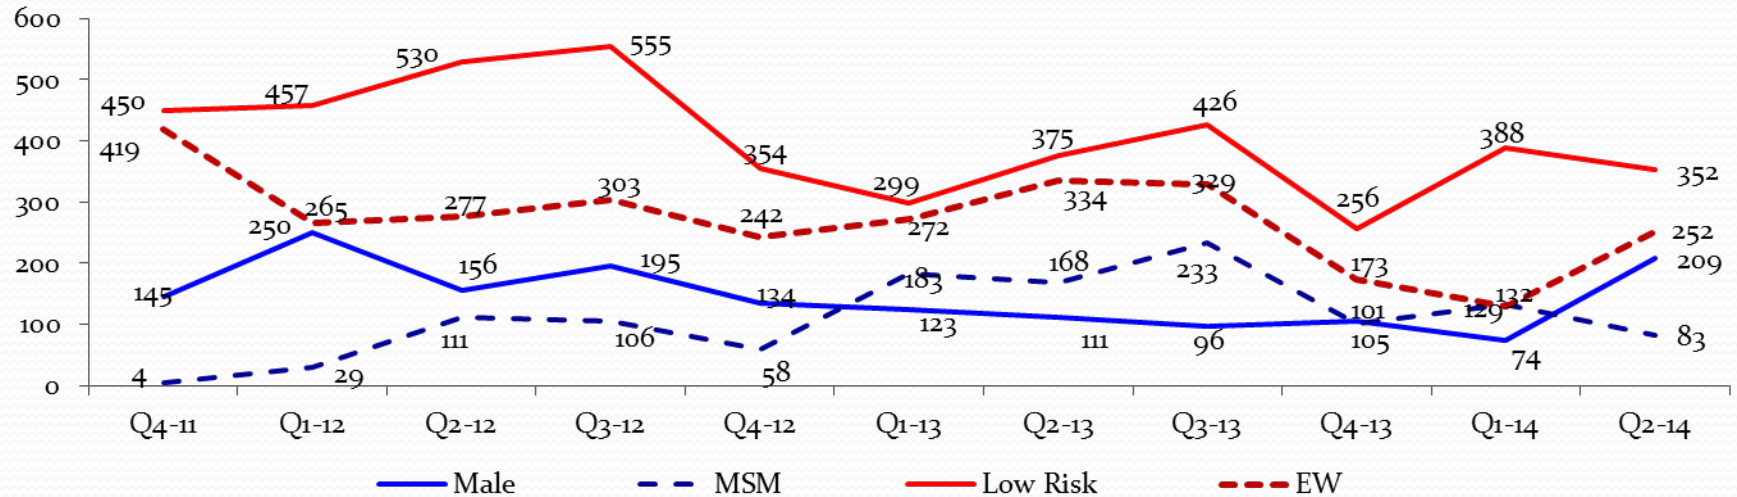 600
500
400
300
200
100
0
450 457 530 555 354 299 375 426 256 388 352
419 265 277 303 242 272 334 329 173 129 252
145 250 156 195 134 123 111 96 105 74 209
4 29 111 106 58 183 168 233 101 132 83
Q4-11 Q1-12 Q2-12 Q3-12 Q4-12 Q1-13 Q2-13 Q3-13 Q4-13 Q1-14 Q2-14
Male MSM Low Risk EW